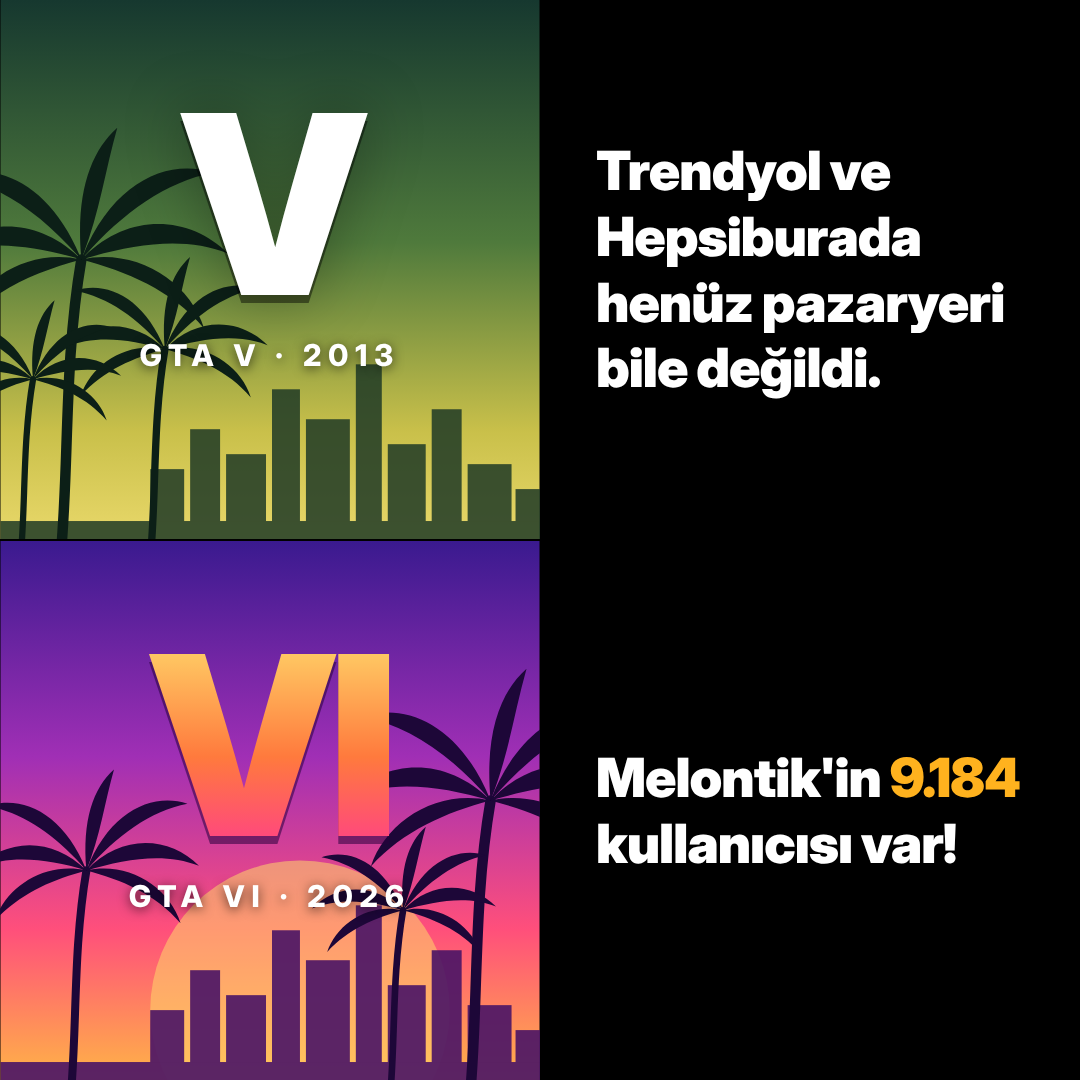 V
GTA V · 2013
Trendyol ve
Hepsiburada
henüz pazaryeri
bile değildi.
VI
GTA VI · 2026
Melontik'in 9.184
kullanıcısı var!